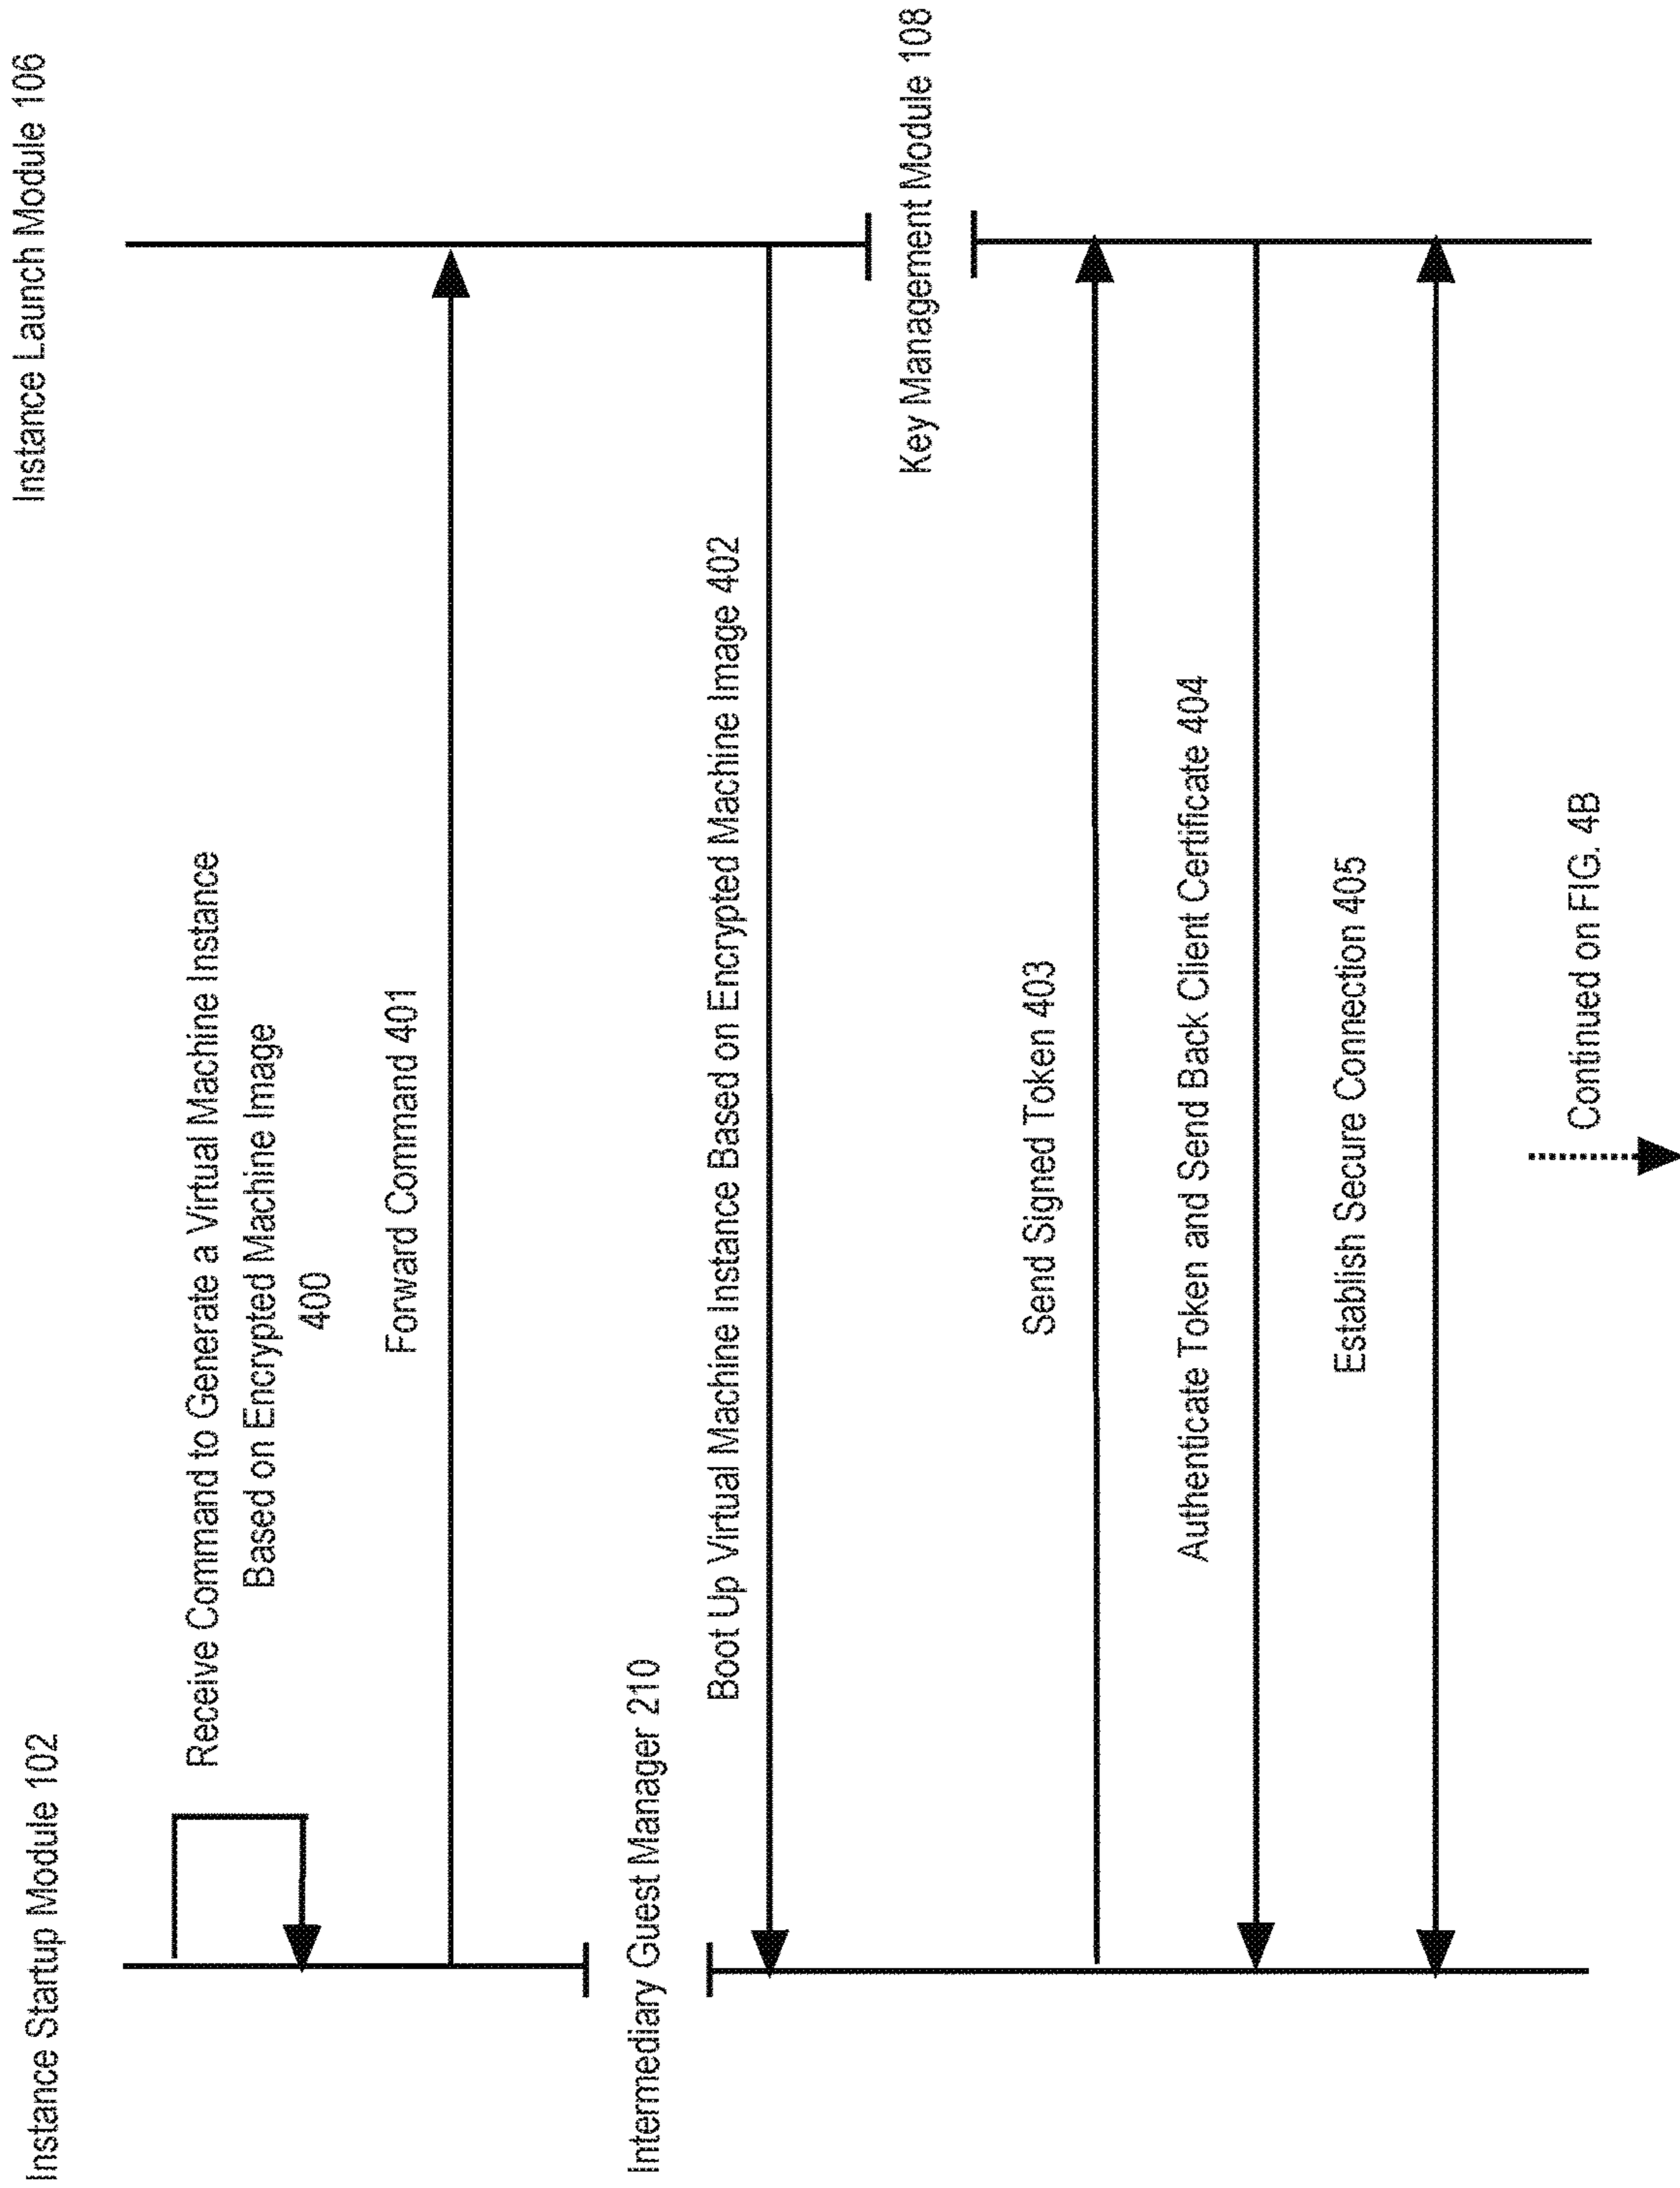 Instance Startup Module 102
Instance Launch Module 106
Receive Command to Generate a Virtual Machine Instance
Based on Encrypted Machine Image
400
Forward Command 401
Intermediary Guest Manager 210
Boot Up Virtual Machine Instance Based on Encrypted Machine Image 402
Key Management Module 108
Send Signed Token 403
Authenticate Token and Send Back Client Certificate 404
Establish Secure Connection 405
Continued on FIG. 4B